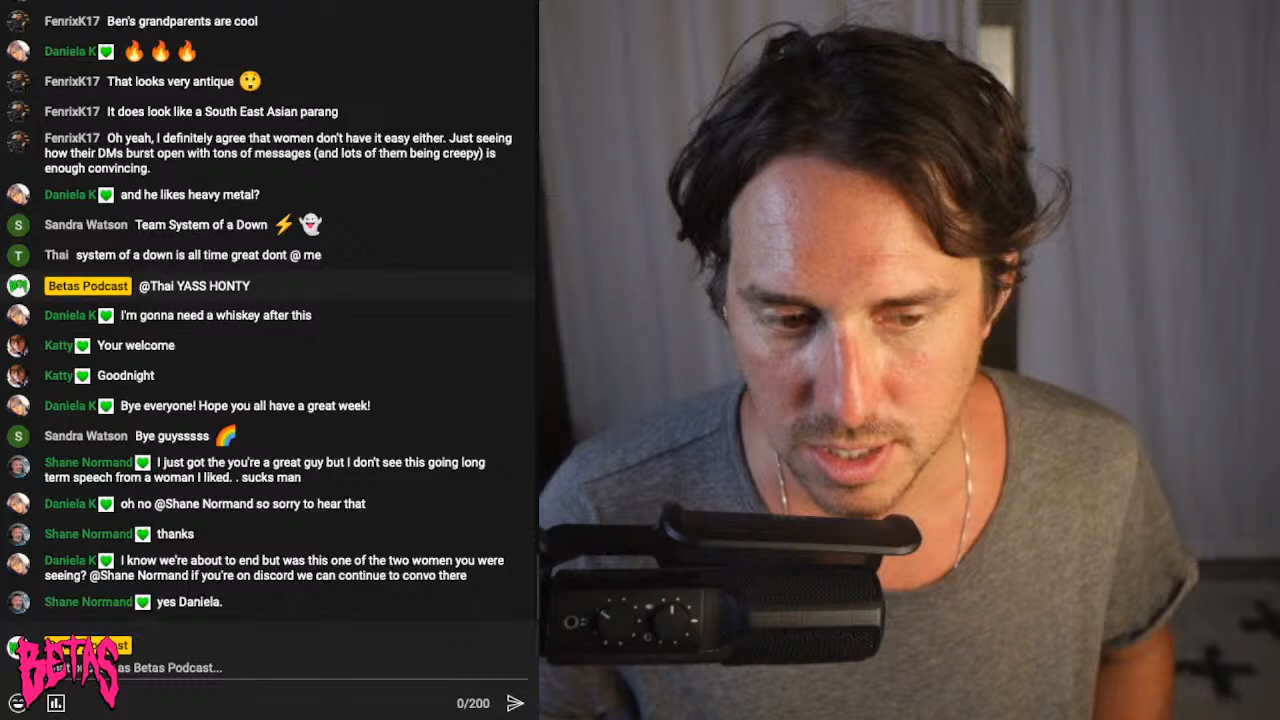 FenrixK17 Ben's grandparents are cool
Daniela K
FenrixK17 That looks very antique
FenrixK17 It does look like a South East Asian parang
FenrixK17 Oh yeah, I definitely agree that women don't have it easy either. Just seeing
how their DMs burst open with tons of messages (and lots of them being creepy) is
enough convincing.
Daniela K and he likes heavy metal?
S Sandra Watson Team System of a Down
T Thai system of a down is all time great dont @ me
Betas Podcast @Thai YASS HONTY
Daniela K I'm gonna need a whiskey after this
Katty Your welcome
Katty Goodnight
Daniela K Bye everyone! Hope you all have a great week!
S Sandra Watson Bye guysssss
Shane Normand I just got the you're a great guy but I don't see this going long
term speech from a woman I liked. . sucks man
Daniela K oh no @Shane Normand so sorry to hear that
Shane Normand thanks
Daniela K I know we're about to end but was this one of the two women you were
seeing? @Shane Normand if you're on discord we can continue to convo there
Shane Normand yes Daniela.
BETAS
as Betas Podcast...
0/200